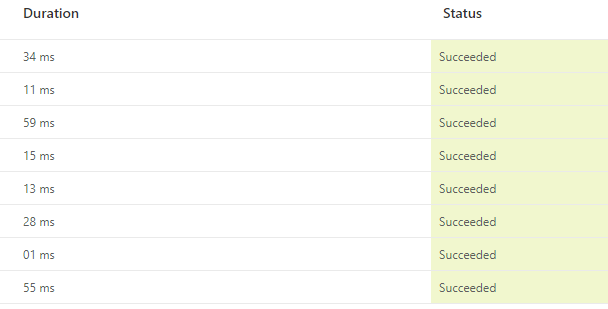 Duration Status
34 ms Succeeded
11 ms Succeeded
59 ms Succeeded
15 ms Succeeded
13 ms Succeeded
28 ms Succeeded
01 ms Succeeded
55 ms Succeeded